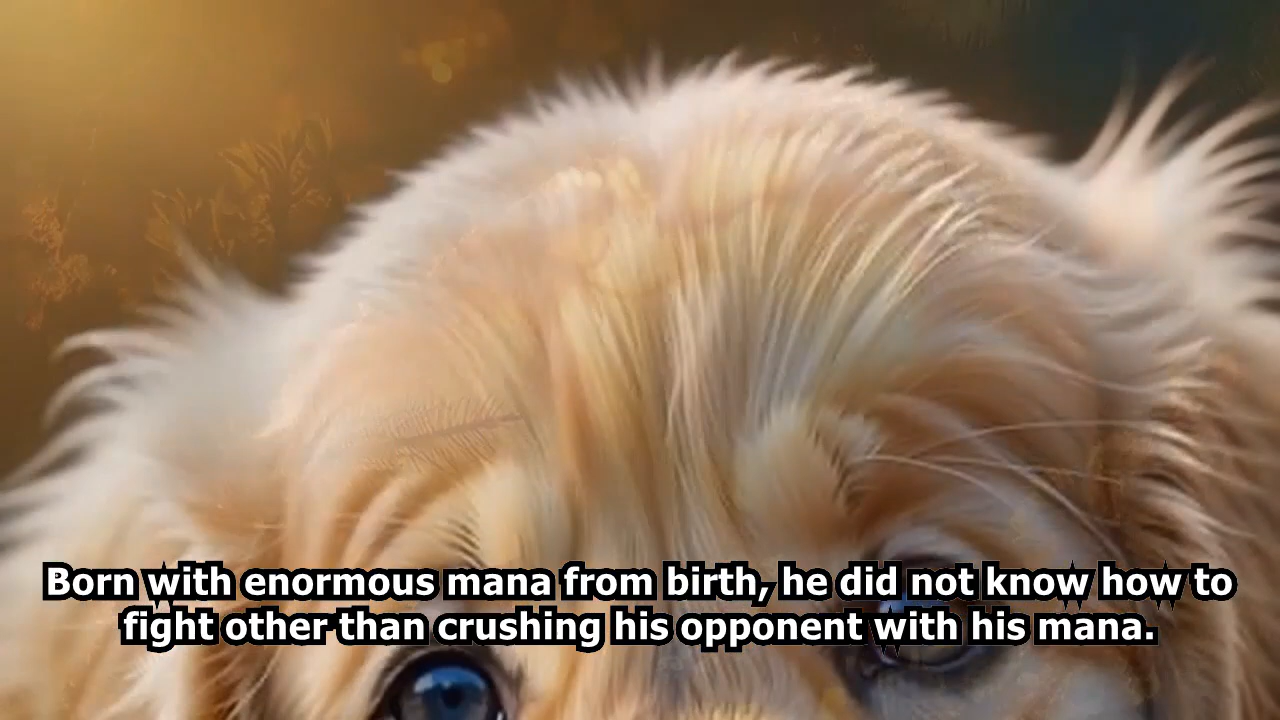 Born with enormous mana from birth, he did not know how to
fight other than crushing his opponent with his mana.